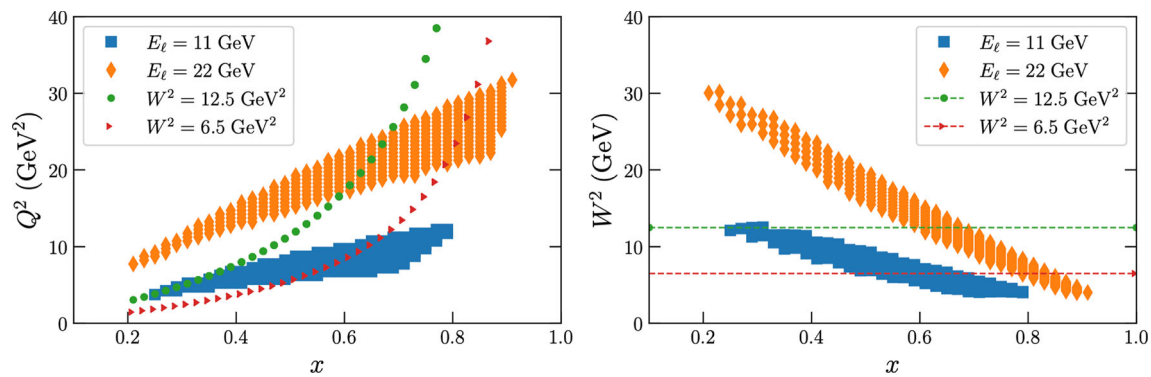 40
30
20
10
0
Q² (GeV²)
0.2 0.4 0.6 0.8 1.0
x
E_ℓ = 11 GeV
E_ℓ = 22 GeV
W² = 12.5 GeV²
W² = 6.5 GeV²
40
30
20
10
0
W² (GeV)
0.2 0.4 0.6 0.8 1.0
x
E_ℓ = 11 GeV
E_ℓ = 22 GeV
W² = 12.5 GeV²
W² = 6.5 GeV²